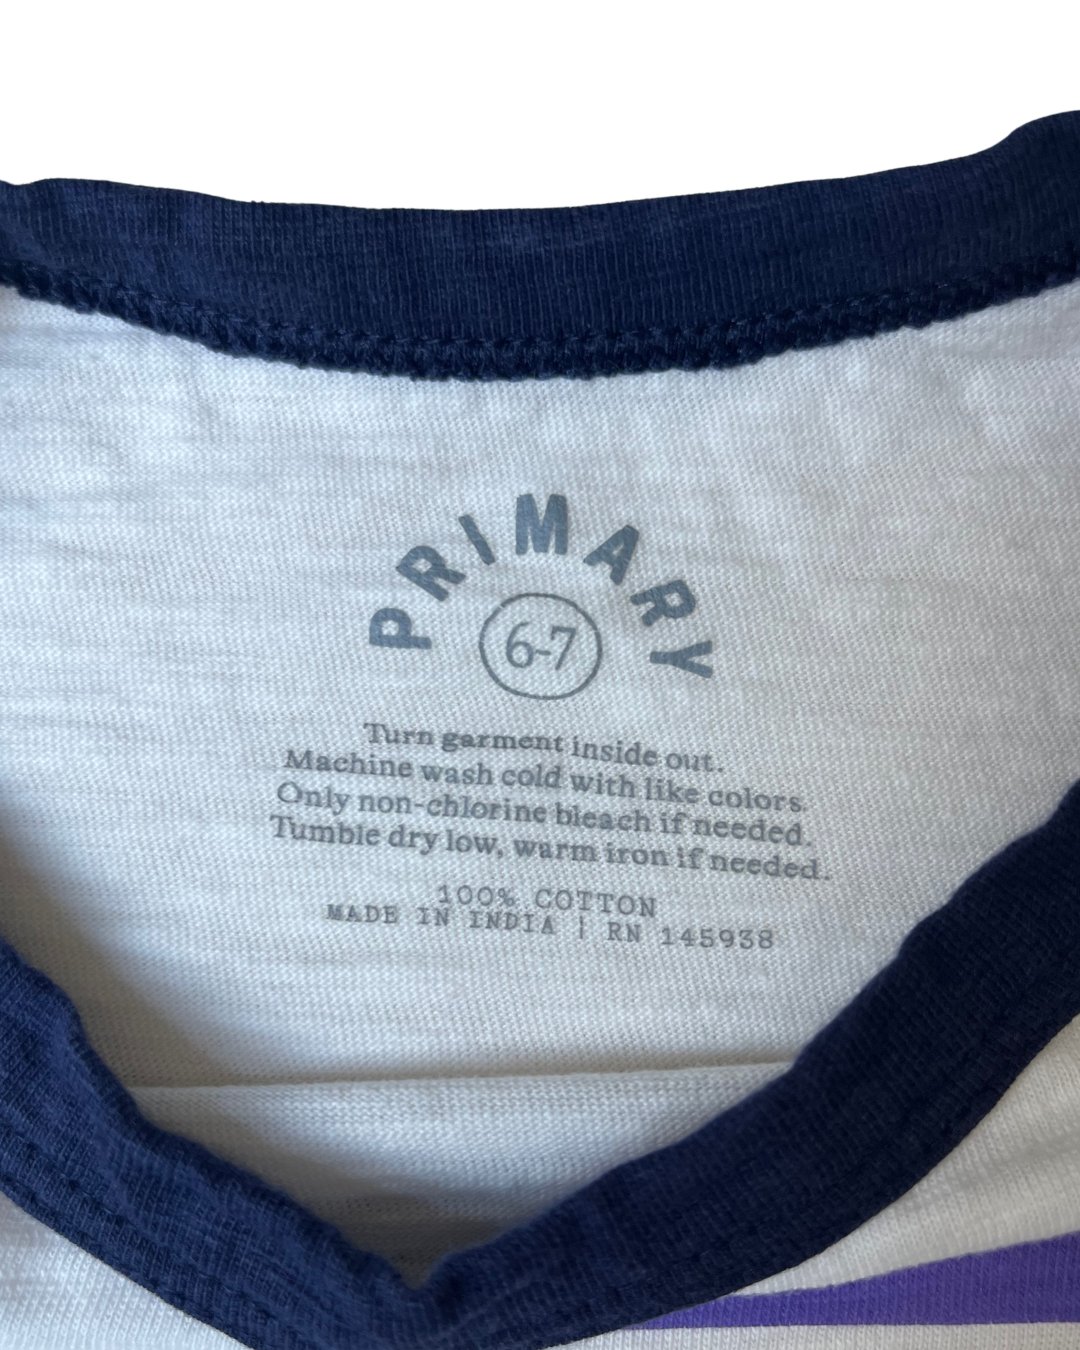 PRIMARY
6-7
Turn garment inside out.
Machine wash cold with like colors.
Only non-chlorine bleach if needed.
Tumble dry low, warm iron if needed.
100% COTTON
MADE IN INDIA | RN 145938